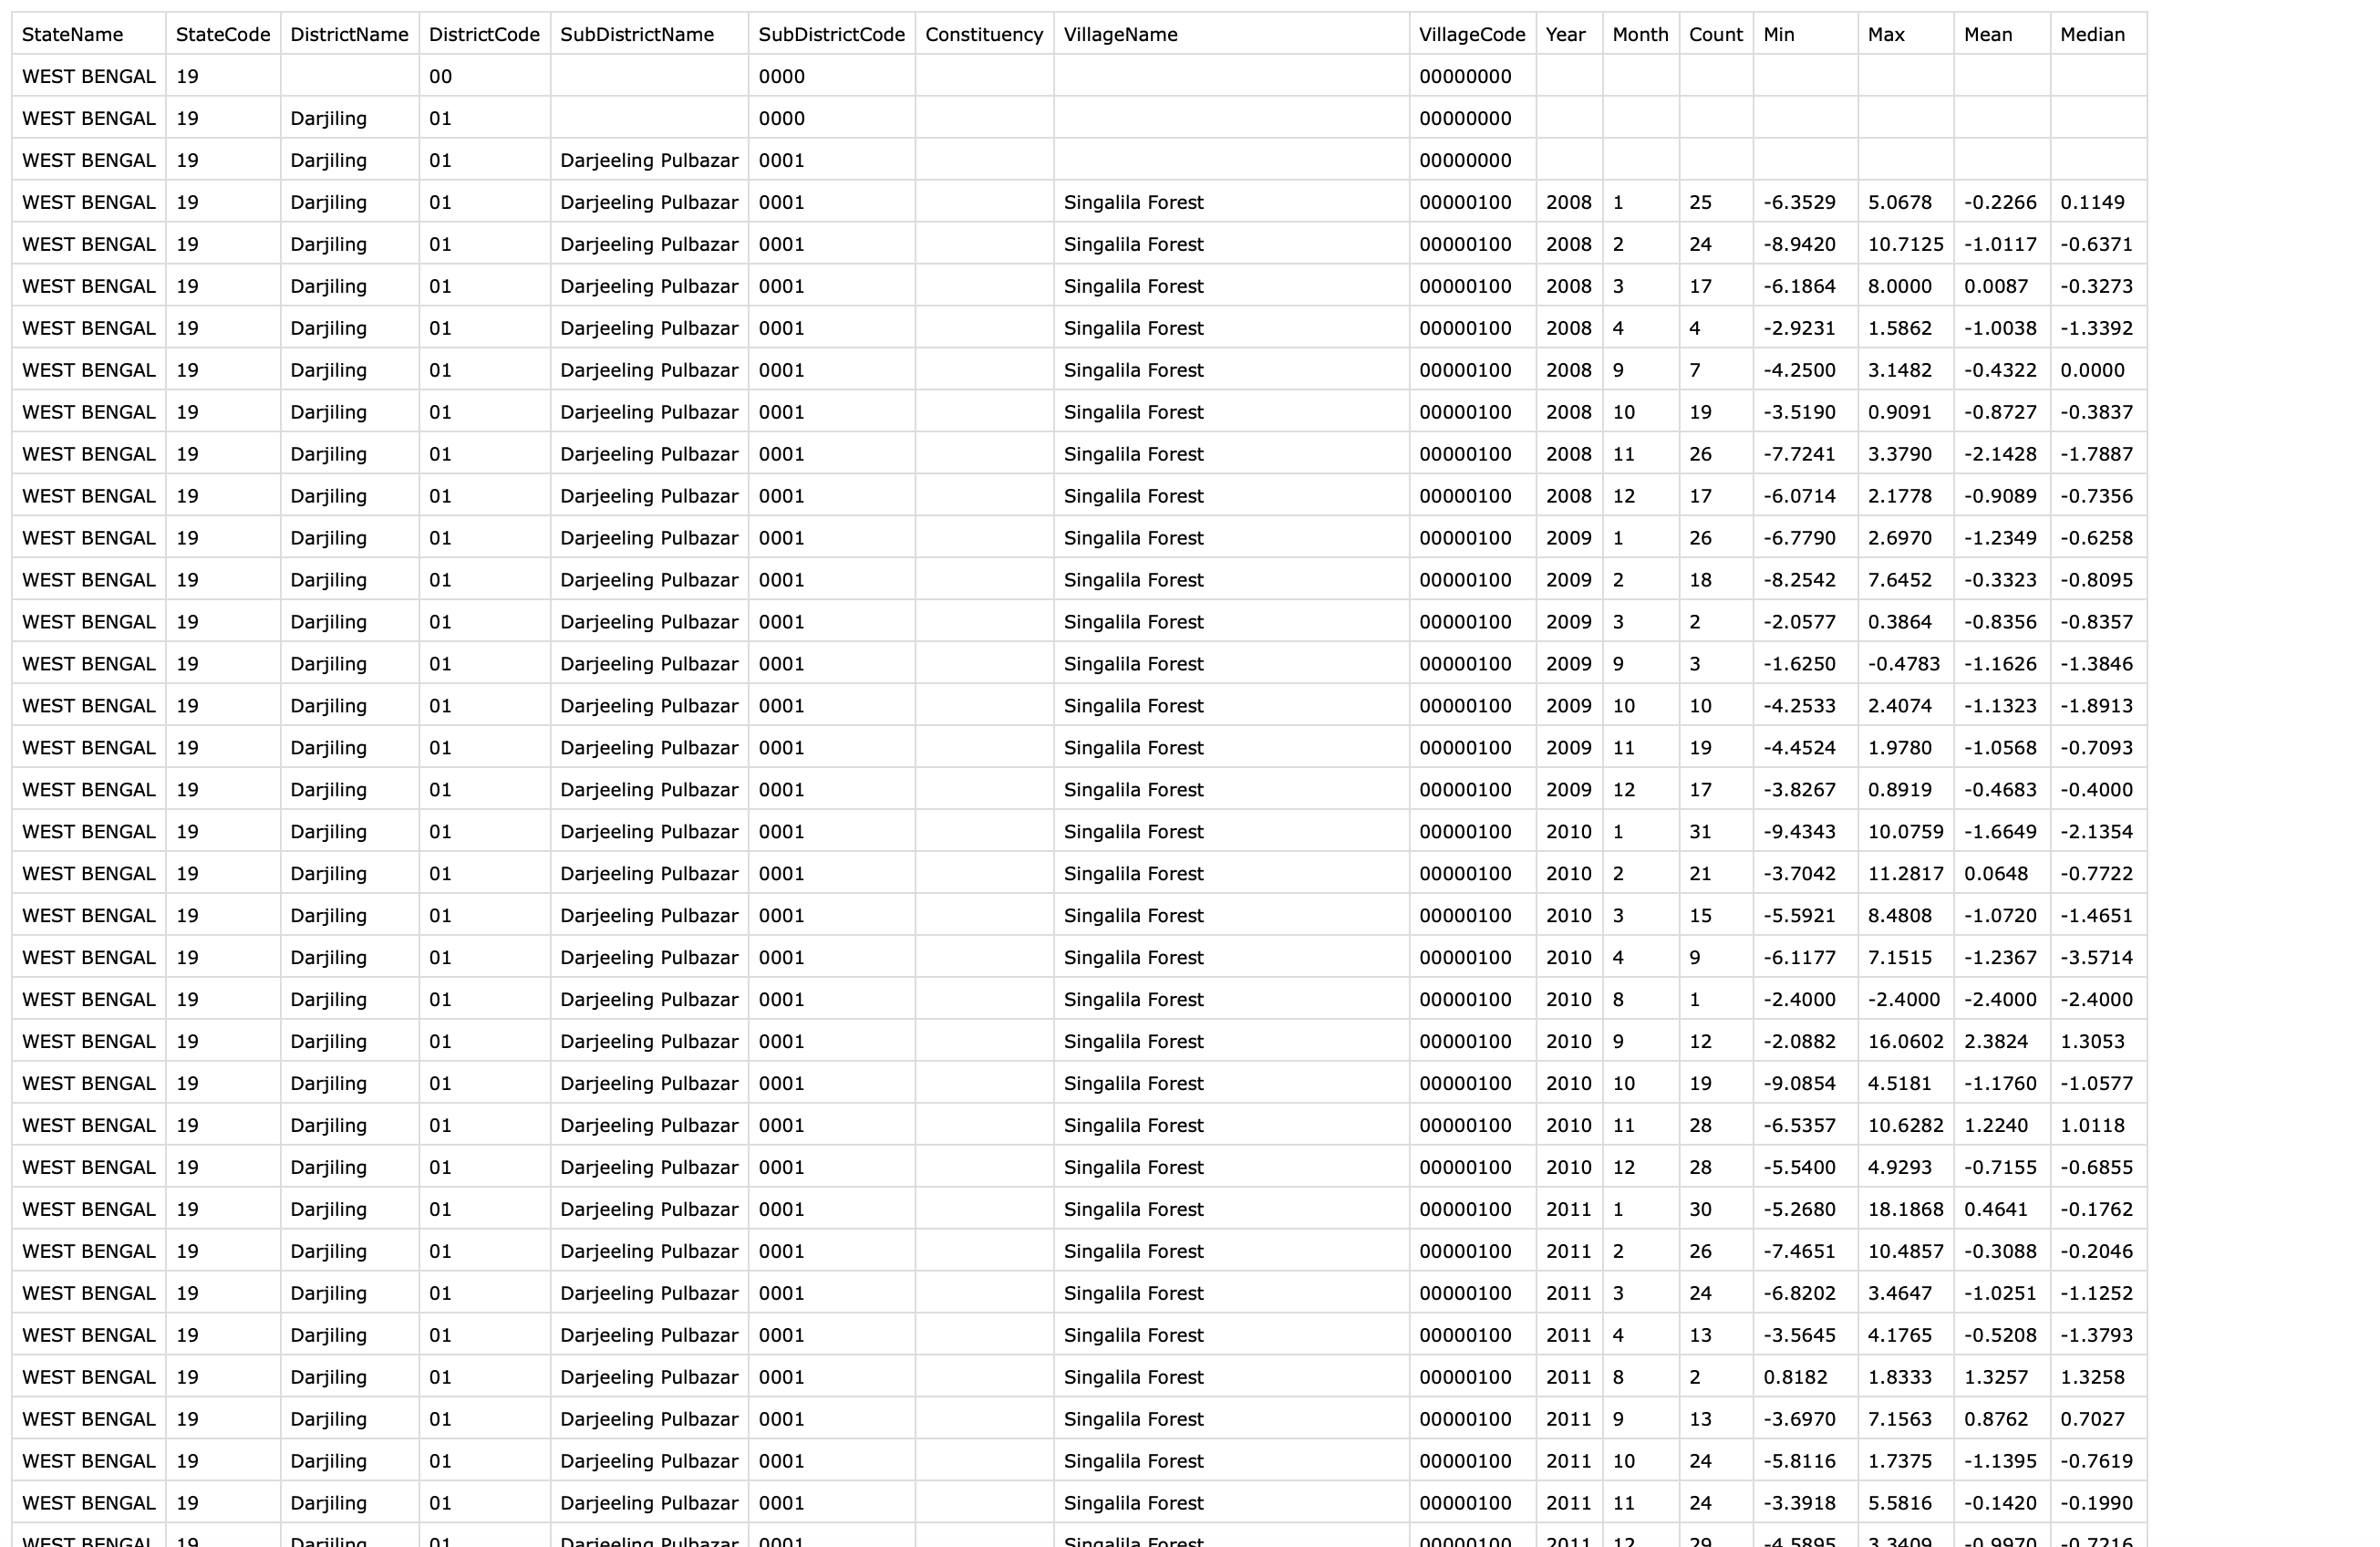 StateName StateCode DistrictName DistrictCode SubDistrictName SubDistrictCode Constituency VillageName VillageCode Year Month Count Min Max Mean Median
WEST BENGAL 19 00 0000 00000000
WEST BENGAL 19 Darjiling 01 0000 00000000
WEST BENGAL 19 Darjiling 01 Darjeeling Pulbazar 0001 00000000
WEST BENGAL 19 Darjiling 01 Darjeeling Pulbazar 0001 Singalila Forest 00000100 2008 1 25 -6.3529 5.0678 -0.2266 0.1149
WEST BENGAL 19 Darjiling 01 Darjeeling Pulbazar 0001 Singalila Forest 00000100 2008 2 24 -8.9420 10.7125 -1.0117 -0.6371
WEST BENGAL 19 Darjiling 01 Darjeeling Pulbazar 0001 Singalila Forest 00000100 2008 3 17 -6.1864 8.0000 0.0087 -0.3273
WEST BENGAL 19 Darjiling 01 Darjeeling Pulbazar 0001 Singalila Forest 00000100 2008 4 4 -2.9231 1.5862 -1.0038 -1.3392
WEST BENGAL 19 Darjiling 01 Darjeeling Pulbazar 0001 Singalila Forest 00000100 2008 9 7 -4.2500 3.1482 -0.4322 0.0000
WEST BENGAL 19 Darjiling 01 Darjeeling Pulbazar 0001 Singalila Forest 00000100 2008 10 19 -3.5190 0.9091 -0.8727 -0.3837
WEST BENGAL 19 Darjiling 01 Darjeeling Pulbazar 0001 Singalila Forest 00000100 2008 11 26 -7.7241 3.3790 -2.1428 -1.7887
WEST BENGAL 19 Darjiling 01 Darjeeling Pulbazar 0001 Singalila Forest 00000100 2008 12 17 -6.0714 2.1778 -0.9089 -0.7356
WEST BENGAL 19 Darjiling 01 Darjeeling Pulbazar 0001 Singalila Forest 00000100 2009 1 26 -6.7790 2.6970 -1.2349 -0.6258
WEST BENGAL 19 Darjiling 01 Darjeeling Pulbazar 0001 Singalila Forest 00000100 2009 2 18 -8.2542 7.6452 -0.3323 -0.8095
WEST BENGAL 19 Darjiling 01 Darjeeling Pulbazar 0001 Singalila Forest 00000100 2009 3 2 -2.0577 0.3864 -0.8356 -0.8357
WEST BENGAL 19 Darjiling 01 Darjeeling Pulbazar 0001 Singalila Forest 00000100 2009 9 3 -1.6250 -0.4783 -1.1626 -1.3846
WEST BENGAL 19 Darjiling 01 Darjeeling Pulbazar 0001 Singalila Forest 00000100 2009 10 10 -4.2533 2.4074 -1.1323 -1.8913
WEST BENGAL 19 Darjiling 01 Darjeeling Pulbazar 0001 Singalila Forest 00000100 2009 11 19 -4.4524 1.9780 -1.0568 -0.7093
WEST BENGAL 19 Darjiling 01 Darjeeling Pulbazar 0001 Singalila Forest 00000100 2009 12 17 -3.8267 0.8919 -0.4683 -0.4000
WEST BENGAL 19 Darjiling 01 Darjeeling Pulbazar 0001 Singalila Forest 00000100 2010 1 31 -9.4343 10.0759 -1.6649 -2.1354
WEST BENGAL 19 Darjiling 01 Darjeeling Pulbazar 0001 Singalila Forest 00000100 2010 2 21 -3.7042 11.2817 0.0648 -0.7722
WEST BENGAL 19 Darjiling 01 Darjeeling Pulbazar 0001 Singalila Forest 00000100 2010 3 15 -5.5921 8.4808 -1.0720 -1.4651
WEST BENGAL 19 Darjiling 01 Darjeeling Pulbazar 0001 Singalila Forest 00000100 2010 4 9 -6.1177 7.1515 -1.2367 -3.5714
WEST BENGAL 19 Darjiling 01 Darjeeling Pulbazar 0001 Singalila Forest 00000100 2010 8 1 -2.4000 -2.4000 -2.4000 -2.4000
WEST BENGAL 19 Darjiling 01 Darjeeling Pulbazar 0001 Singalila Forest 00000100 2010 9 12 -2.0882 16.0602 2.3824 1.3053
WEST BENGAL 19 Darjiling 01 Darjeeling Pulbazar 0001 Singalila Forest 00000100 2010 10 19 -9.0854 4.5181 -1.1760 -1.0577
WEST BENGAL 19 Darjiling 01 Darjeeling Pulbazar 0001 Singalila Forest 00000100 2010 11 28 -6.5357 10.6282 1.2240 1.0118
WEST BENGAL 19 Darjiling 01 Darjeeling Pulbazar 0001 Singalila Forest 00000100 2010 12 28 -5.5400 4.9293 -0.7155 -0.6855
WEST BENGAL 19 Darjiling 01 Darjeeling Pulbazar 0001 Singalila Forest 00000100 2011 1 30 -5.2680 18.1868 0.4641 -0.1762
WEST BENGAL 19 Darjiling 01 Darjeeling Pulbazar 0001 Singalila Forest 00000100 2011 2 26 -7.4651 10.4857 -0.3088 -0.2046
WEST BENGAL 19 Darjiling 01 Darjeeling Pulbazar 0001 Singalila Forest 00000100 2011 3 24 -6.8202 3.4647 -1.0251 -1.1252
WEST BENGAL 19 Darjiling 01 Darjeeling Pulbazar 0001 Singalila Forest 00000100 2011 4 13 -3.5645 4.1765 -0.5208 -1.3793
WEST BENGAL 19 Darjiling 01 Darjeeling Pulbazar 0001 Singalila Forest 00000100 2011 8 2 0.8182 1.8333 1.3257 1.3258
WEST BENGAL 19 Darjiling 01 Darjeeling Pulbazar 0001 Singalila Forest 00000100 2011 9 13 -3.6970 7.1563 0.8762 0.7027
WEST BENGAL 19 Darjiling 01 Darjeeling Pulbazar 0001 Singalila Forest 00000100 2011 10 24 -5.8116 1.7375 -1.1395 -0.7619
WEST BENGAL 19 Darjiling 01 Darjeeling Pulbazar 0001 Singalila Forest 00000100 2011 11 24 -3.3918 5.5816 -0.1420 -0.1990
WEST BENGAL 19 Darjiling 01 Darjeeling Pulbazar 0001 Singalila Forest 00000100 2011 12 29 -4.5895 3.3409 -0.9970 -0.7216